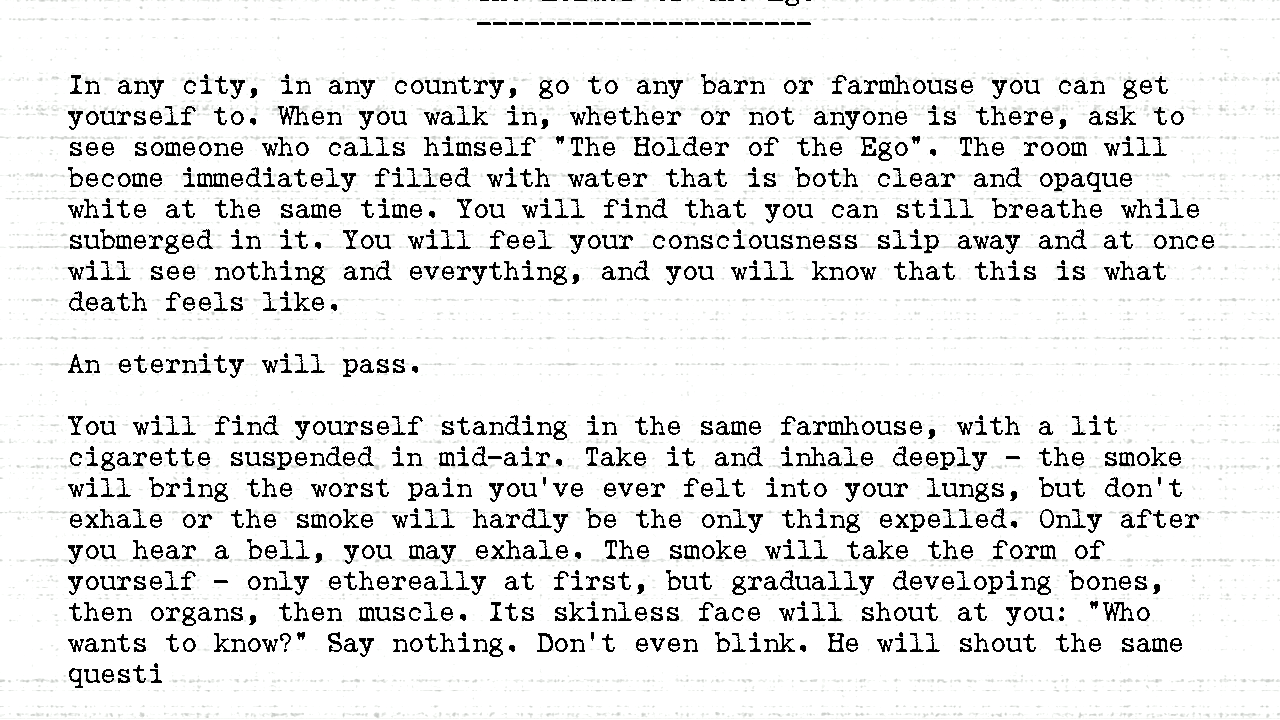 In any city, in any country, go to any barn or farmhouse you can get
yourself to. When you walk in, whether or not anyone is there, ask to
see someone who calls himself "The Holder of the Ego". The room will
become immediately filled with water that is both clear and opaque
white at the same time. You will find that you can still breathe while
submerged in it. You will feel your consciousness slip away and at once
will see nothing and everything, and you will know that this is what
death feels like.
An eternity will pass.
You will find yourself standing in the same farmhouse, with a lit
cigarette suspended in mid-air. Take it and inhale deeply - the smoke
will bring the worst pain you've ever felt into your lungs, but don't
exhale or the smoke will hardly be the only thing expelled. Only after
you hear a bell, you may exhale. The smoke will take the form of
yourself - only ethereally at first, but gradually developing bones,
then organs, then muscle. Its skinless face will shout at you: "Who
wants to know?" Say nothing. Don't even blink. He will shout the same
questi